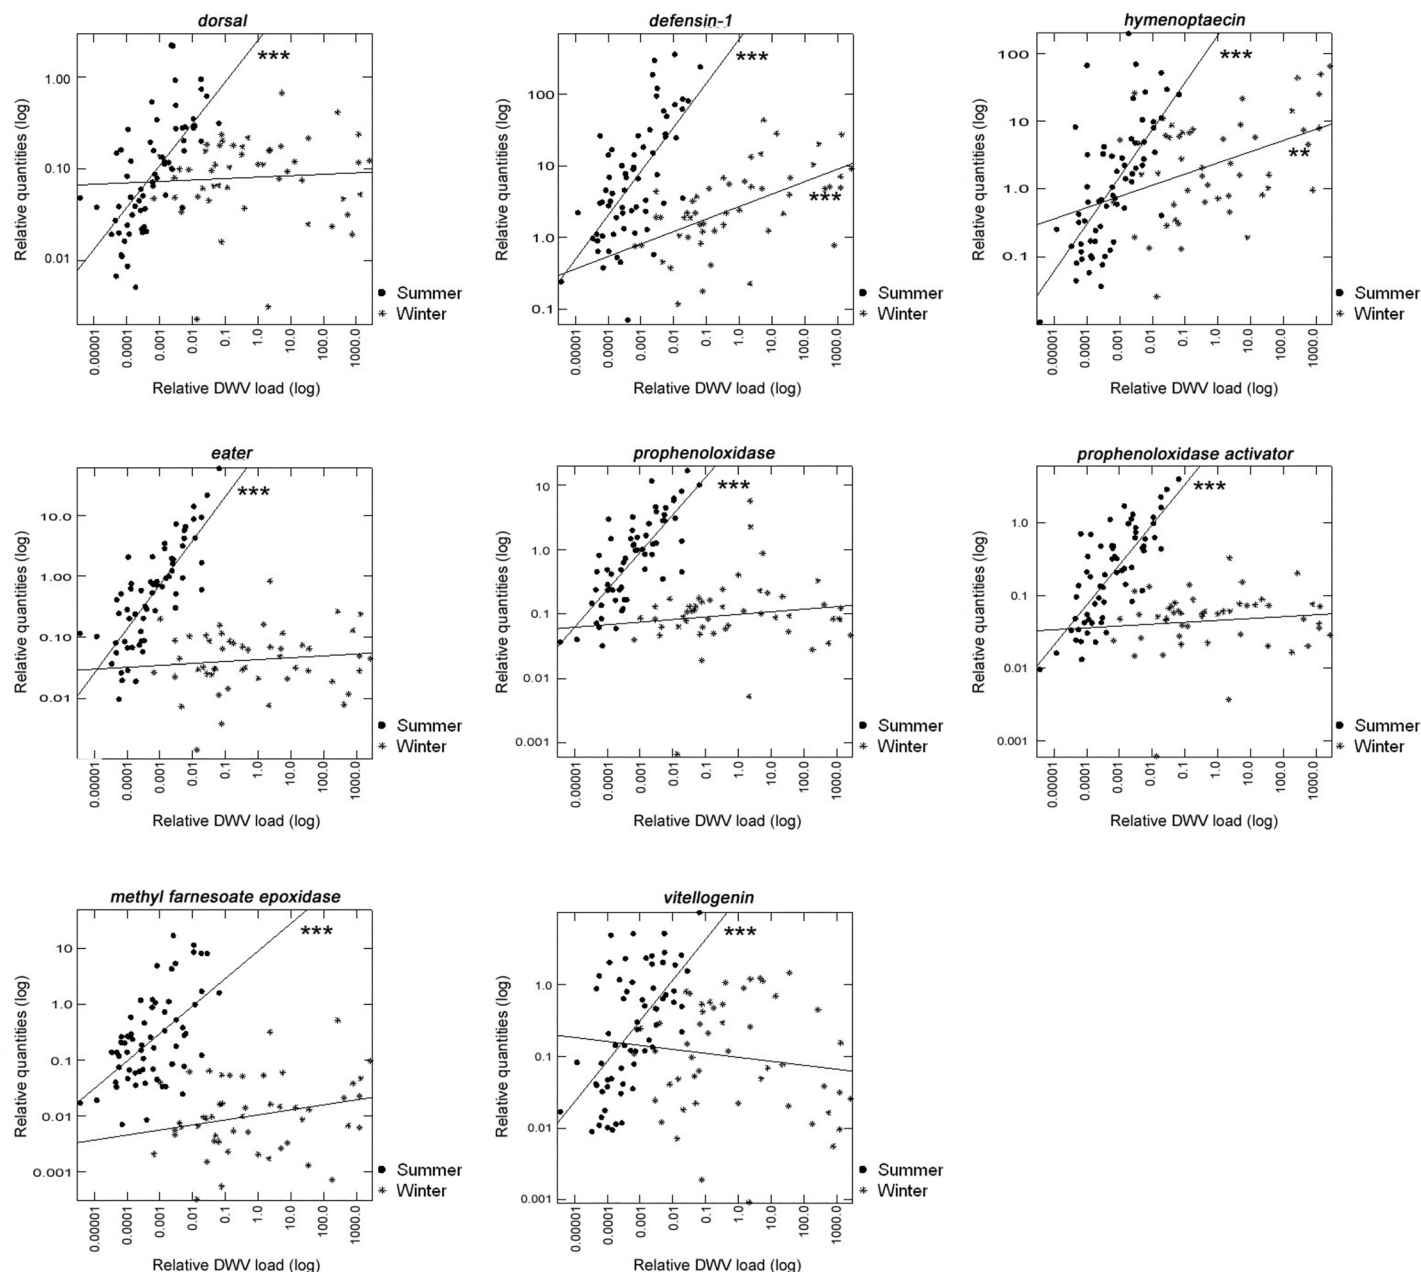 dorsal
Relative quantities (log)
1.00
0.10
0.01
***
0.00001 0.0001 0.001 0.01 0.1 1.0 10.0 100.0 1000.0
Relative DWV load (log)
Summer
Winter
defensin-1
Relative quantities (log)
100
10
1.0
0.1
***
***
0.00001 0.0001 0.001 0.01 0.1 1.0 10.0 100.0 1000.0
Relative DWV load (log)
Summer
Winter
hymenoptaecin
Relative quantities (log)
100
10
1.0
0.1
***
**
0.00001 0.0001 0.001 0.01 0.1 1.0 10.0 100.0 1000.0
Relative DWV load (log)
Summer
Winter
eater
Relative quantities (log)
10.0
1.00
0.10
0.01
***
0.00001 0.0001 0.001 0.01 0.1 1.0 10.0 100.0 1000.0
Relative DWV load (log)
Summer
Winter
prophenoloxidase
Relative quantities (log)
10
1.0
0.1
0.01
0.001
***
0.00001 0.0001 0.001 0.01 0.1 1.0 10.0 100.0 1000.0
Relative DWV load (log)
Summer
Winter
prophenoloxidase activator
Relative quantities (log)
1.0
0.1
0.01
0.001
***
0.00001 0.0001 0.001 0.01 0.1 1.0 10.0 100.0 1000.0
Relative DWV load (log)
Summer
Winter
methyl farnesoate epoxidase
Relative quantities (log)
10
1.0
0.1
0.01
0.001
***
0.00001 0.0001 0.001 0.01 0.1 1.0 10.0 100.0 1000.0
Relative DWV load (log)
Summer
Winter
vitellogenin
Relative quantities (log)
1.0
0.1
0.01
0.001
***
0.00001 0.0001 0.001 0.01 0.1 1.0 10.0 100.0 1000.0
Relative DWV load (log)
Summer
Winter